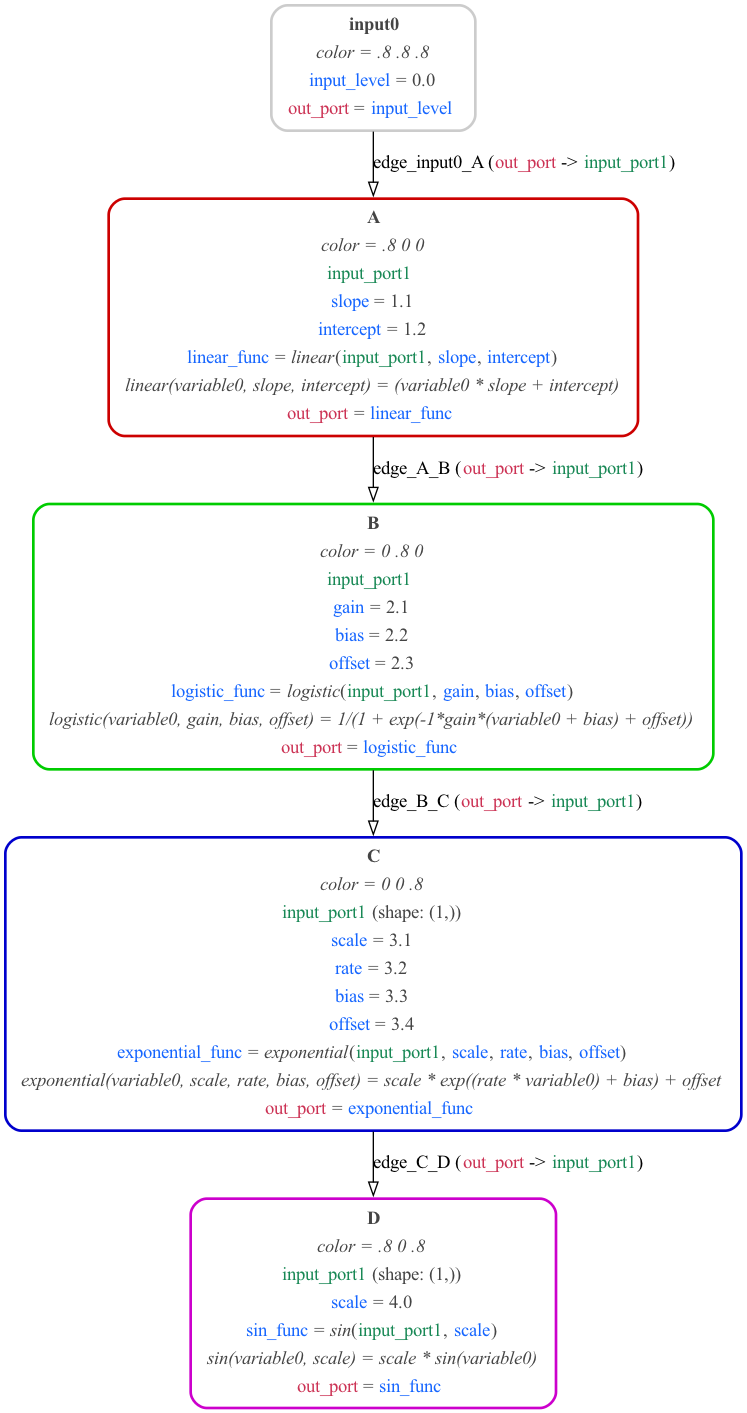 input0
color = .8 .8 .8
input_level = 0.0
out_port = input_level
edge_input0_A (out_port -> input_port1)
A
color = .8 0 0
input_port1
slope = 1.1
intercept = 1.2
linear_func = linear(input_port1, slope, intercept)
linear(variable0, slope, intercept) = (variable0 * slope + intercept)
out_port = linear_func
edge_A_B (out_port -> input_port1)
B
color = 0 .8 0
input_port1
gain = 2.1
bias = 2.2
offset = 2.3
logistic_func = logistic(input_port1, gain, bias, offset)
logistic(variable0, gain, bias, offset) = 1/(1 + exp(-1*gain*(variable0 + bias) + offset))
out_port = logistic_func
edge_B_C (out_port -> input_port1)
C
color = 0 0 .8
input_port1 (shape: (1,))
scale = 3.1
rate = 3.2
bias = 3.3
offset = 3.4
exponential_func = exponential(input_port1, scale, rate, bias, offset)
exponential(variable0, scale, rate, bias, offset) = scale * exp((rate * variable0) + bias) + offset
out_port = exponential_func
edge_C_D (out_port -> input_port1)
D
color = .8 0 .8
input_port1 (shape: (1,))
scale = 4.0
sin_func = sin(input_port1, scale)
sin(variable0, scale) = scale * sin(variable0)
out_port = sin_func